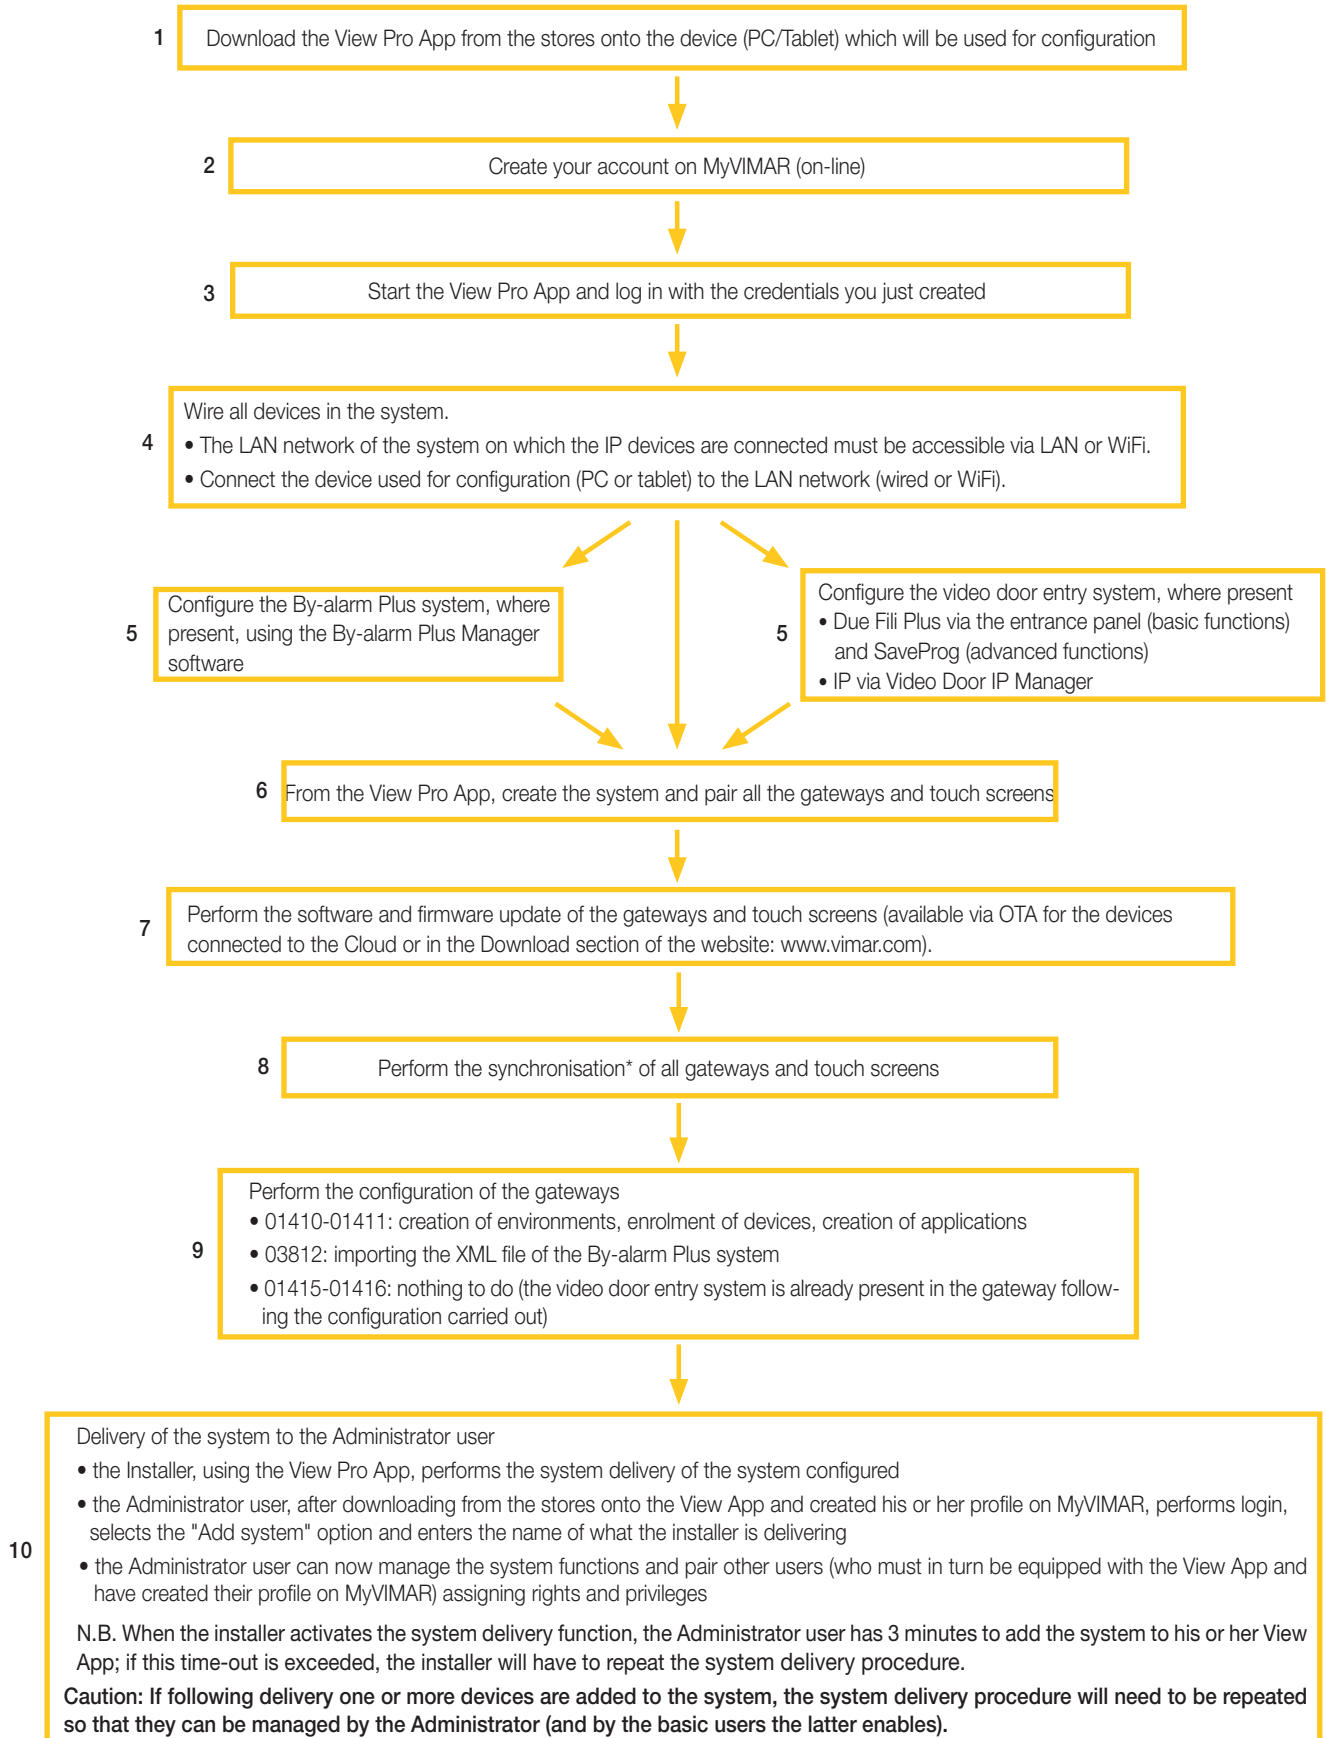 1
Download the View Pro App from the stores onto the device (PC/Tablet) which will be used for configuration
2
Create your account on MyVIMAR (on-line)
3
Start the View Pro App and log in with the credentials you just created
4
Wire all devices in the system.
• The LAN network of the system on which the IP devices are connected must be accessible via LAN or WiFi.
• Connect the device used for configuration (PC or tablet) to the LAN network (wired or WiFi).
5
Configure the By-alarm Plus system, where
present, using the By-alarm Plus Manager
software
5
Configure the video door entry system, where present
• Due Fili Plus via the entrance panel (basic functions)
and SaveProg (advanced functions)
• IP via Video Door IP Manager
6
From the View Pro App, create the system and pair all the gateways and touch screens
7
Perform the software and firmware update of the gateways and touch screens (available via OTA for the devices
connected to the Cloud or in the Download section of the website: www.vimar.com).
8
Perform the synchronisation* of all gateways and touch screens
9
Perform the configuration of the gateways
• 01410-01411: creation of environments, enrolment of devices, creation of applications
• 03812: importing the XML file of the By-alarm Plus system
• 01415-01416: nothing to do (the video door entry system is already present in the gateway follow-
ing the configuration carried out)
10
Delivery of the system to the Administrator user
• the Installer, using the View Pro App, performs the system delivery of the system configured
• the Administrator user, after downloading from the stores onto the View App and created his or her profile on MyVIMAR, performs login,
selects the "Add system" option and enters the name of what the installer is delivering
• the Administrator user can now manage the system functions and pair other users (who must in turn be equipped with the View App and
have created their profile on MyVIMAR) assigning rights and privileges
N.B. When the installer activates the system delivery function, the Administrator user has 3 minutes to add the system to his or her View
App; if this time-out is exceeded, the installer will have to repeat the system delivery procedure.
Caution: If following delivery one or more devices are added to the system, the system delivery procedure will need to be repeated
so that they can be managed by the Administrator (and by the basic users the latter enables).